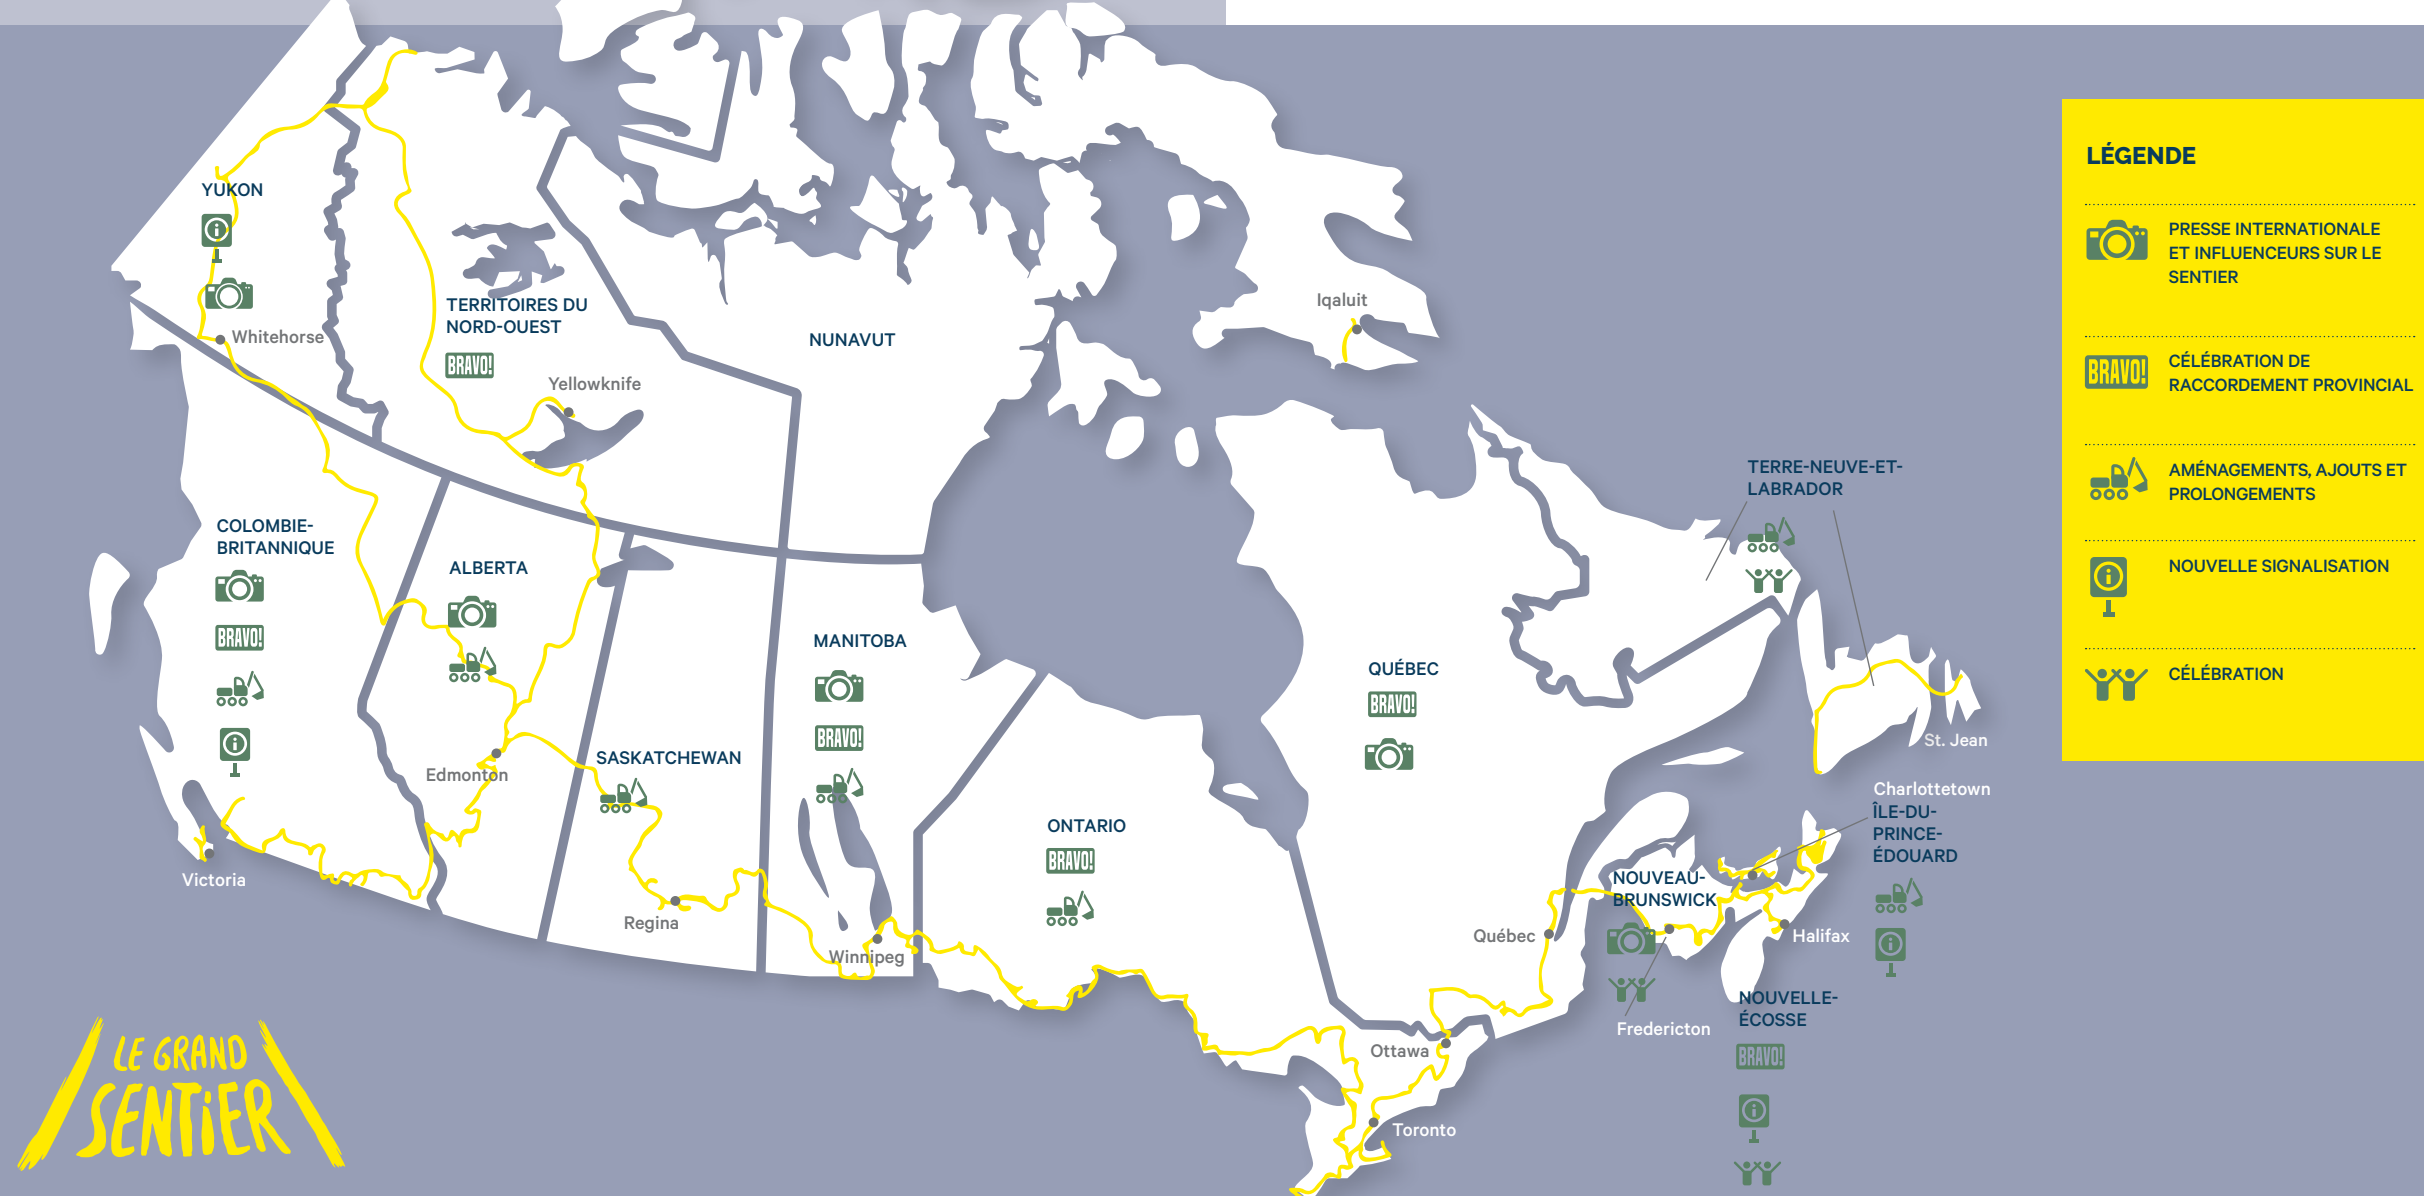 YUKON
Whitehorse
TERRITOIRES DU
NORD-OUEST
BRAVO!
Yellowknife
NUNAVUT
Iqaluit
COLOMBIE-
BRITANNIQUE
BRAVO!
Victoria
ALBERTA
Edmonton
SASKATCHEWAN
Regina
MANITOBA
BRAVO!
Winnipeg
ONTARIO
BRAVO!
Ottawa
Toronto
QUÉBEC
BRAVO!
Québec
TERRE-NEUVE-ET-
LABRADOR
St. Jean
Charlottetown
ÎLE-DU-
PRINCE-
ÉDOUARD
NOUVEAU-
BRUNSWICK
Fredericton
Halifax
NOUVELLE-
ÉCOSSE
BRAVO!
LÉGENDE
PRESSE INTERNATIONALE
ET INFLUENCEURS SUR LE
SENTIER
BRAVO!
CÉLÉBRATION DE
RACCORDEMENT PROVINCIAL
AMÉNAGEMENTS, AJOUTS ET
PROLONGEMENTS
NOUVELLE SIGNALISATION
CÉLÉBRATION
LE GRAND
SENTiER